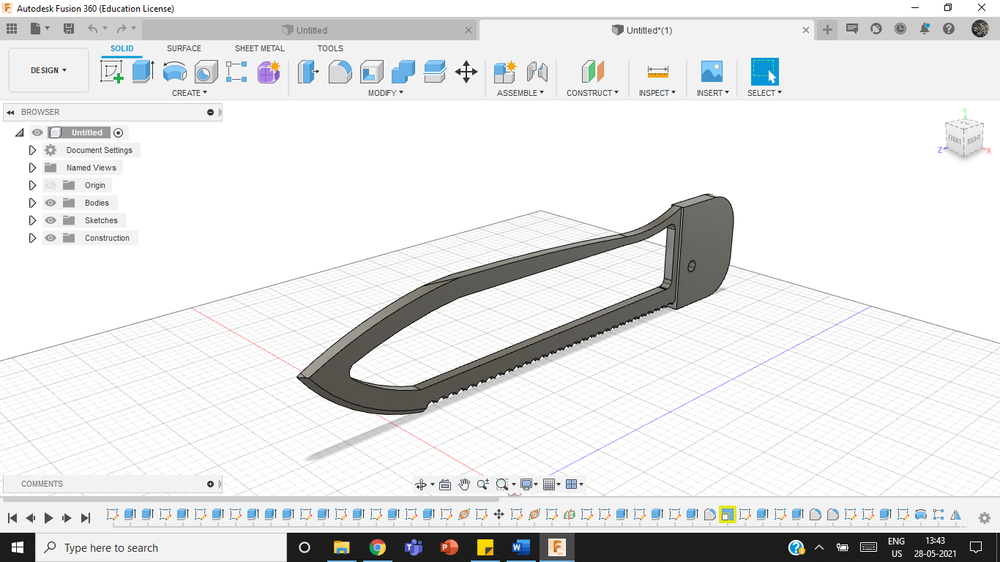 Autodesk Fusion 360 (Education License)
Untitled
Untitled*(1)
SOLID SURFACE SHEET METAL TOOLS
DESIGN
CREATE MODIFY ASSEMBLE CONSTRUCT INSPECT INSERT SELECT
BROWSER
Untitled
Document Settings
Named Views
Origin
Bodies
Sketches
Construction
Y
FRONT RIGHT
Z X
COMMENTS
Type here to search
ENG
US
13:43
28-05-2021